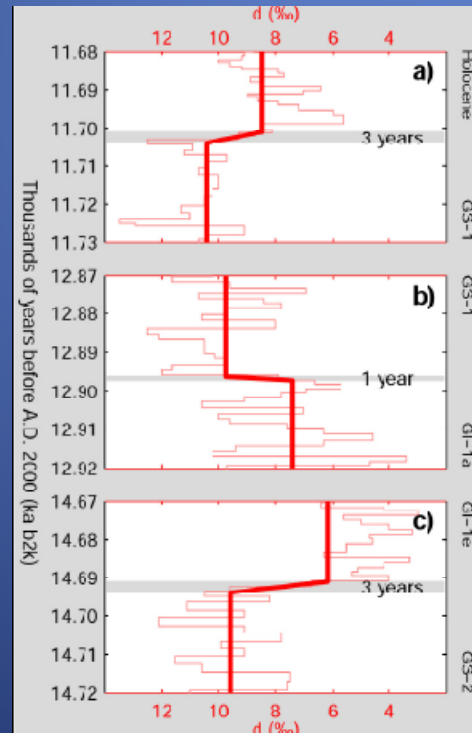 d (‰)
12 10 8 6 4
11.68
11.69
11.70
11.71
11.72
11.73
a)
3 years
Holocene
GS-1
12.87
12.88
12.89
12.90
12.91
12.92
b)
1 year
GS-1
GI-1a
14.67
14.68
14.69
14.70
14.71
14.72
c)
3 years
GI-1e
GS-2
12 10 8 6 4
d (‰)
Thousands of years before A.D. 2000 (ka b2k)